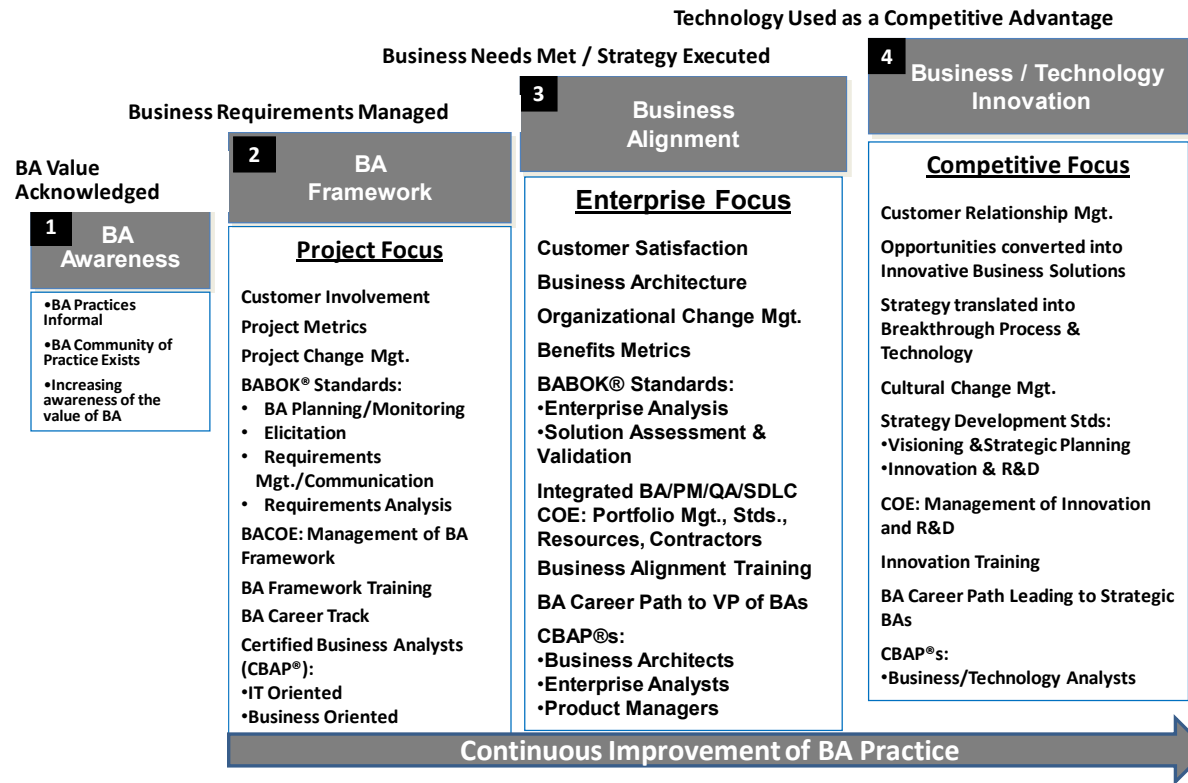 Technology Used as a Competitive Advantage
Business Needs Met / Strategy Executed
Business Requirements Managed
BA Value
Acknowledged
1
BA
Awareness
•BA Practices
Informal
•BA Community of
Practice Exists
•Increasing
awareness of the
value of BA
2
BA
Framework
Project Focus
Customer Involvement
Project Metrics
Project Change Mgt.
BABOK® Standards:
• BA Planning/Monitoring
• Elicitation
• Requirements
Mgt./Communication
• Requirements Analysis
BACOE: Management of BA
Framework
BA Framework Training
BA Career Track
Certified Business Analysts
(CBAP®):
•IT Oriented
•Business Oriented
3
Business
Alignment
Enterprise Focus
Customer Satisfaction
Business Architecture
Organizational Change Mgt.
Benefits Metrics
BABOK® Standards:
•Enterprise Analysis
•Solution Assessment &
Validation
Integrated BA/PM/QA/SDLC
COE: Portfolio Mgt., Stds.,
Resources, Contractors
Business Alignment Training
BA Career Path to VP of BAs
CBAP®s:
•Business Architects
•Enterprise Analysts
•Product Managers
4
Business / Technology
Innovation
Competitive Focus
Customer Relationship Mgt.
Opportunities converted into
Innovative Business Solutions
Strategy translated into
Breakthrough Process &
Technology
Cultural Change Mgt.
Strategy Development Stds:
•Visioning &Strategic Planning
•Innovation & R&D
COE: Management of Innovation
and R&D
Innovation Training
BA Career Path Leading to Strategic
BAs
CBAP®s:
•Business/Technology Analysts
Continuous Improvement of BA Practice